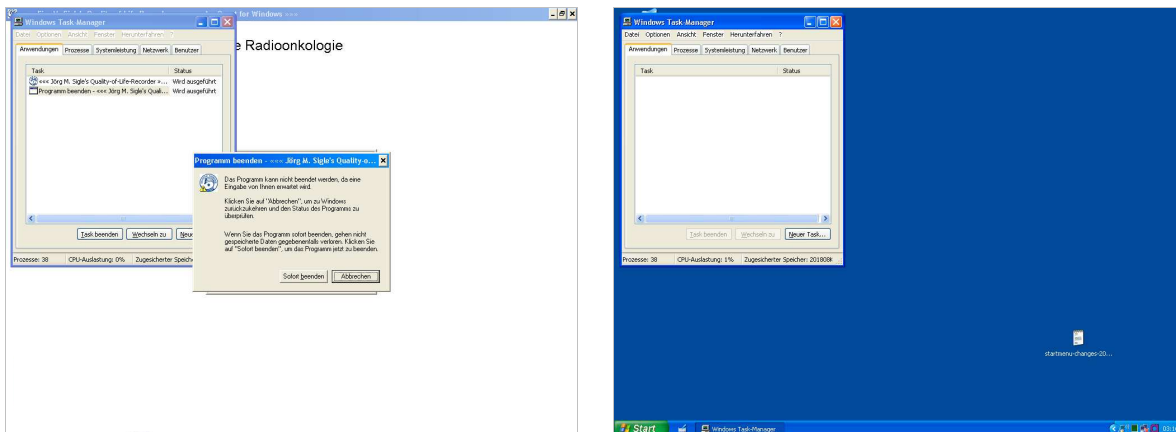 t for Windows »»»
Windows Task-Manager
Datei Optionen Ansicht Fenster Herunterfahren ?
Anwendungen Prozesse Systemleistung Netzwerk Benutzer
e Radioonkologie
Task Status
««« Jörg M. Sigle's Quality-of-Life-Recorder »... Wird ausgeführt
Programm beenden - ««« Jörg M. Sigle's Quali... Wird ausgeführt
Programm beenden - ««« Jörg M. Sigle's Quality-o...
Das Programm kann nicht beendet werden, da eine
Eingabe von Ihnen erwartet wird.
Klicken Sie auf "Abbrechen", um zu Windows
zurückzukehren und den Status des Programms zu
überprüfen.
Wenn Sie das Programm sofort beenden, gehen nicht
gespeicherte Daten gegebenenfalls verloren. Klicken Sie
auf "Sofort beenden", um das Programm jetzt zu beenden.
Sofort beenden Abbrechen
Task beenden Wechseln zu Neu
Prozesse: 38 CPU-Auslastung: 0% Zugesicherter Speich
Windows Task-Manager
Datei Optionen Ansicht Fenster Herunterfahren ?
Anwendungen Prozesse Systemleistung Netzwerk Benutzer
Task Status
Task beenden Wechseln zu Neuer Task...
Prozesse: 38 CPU-Auslastung: 1% Zugesicherter Speicher: 201808K
startmenu-changes-20...
Start Windows Task-Manager